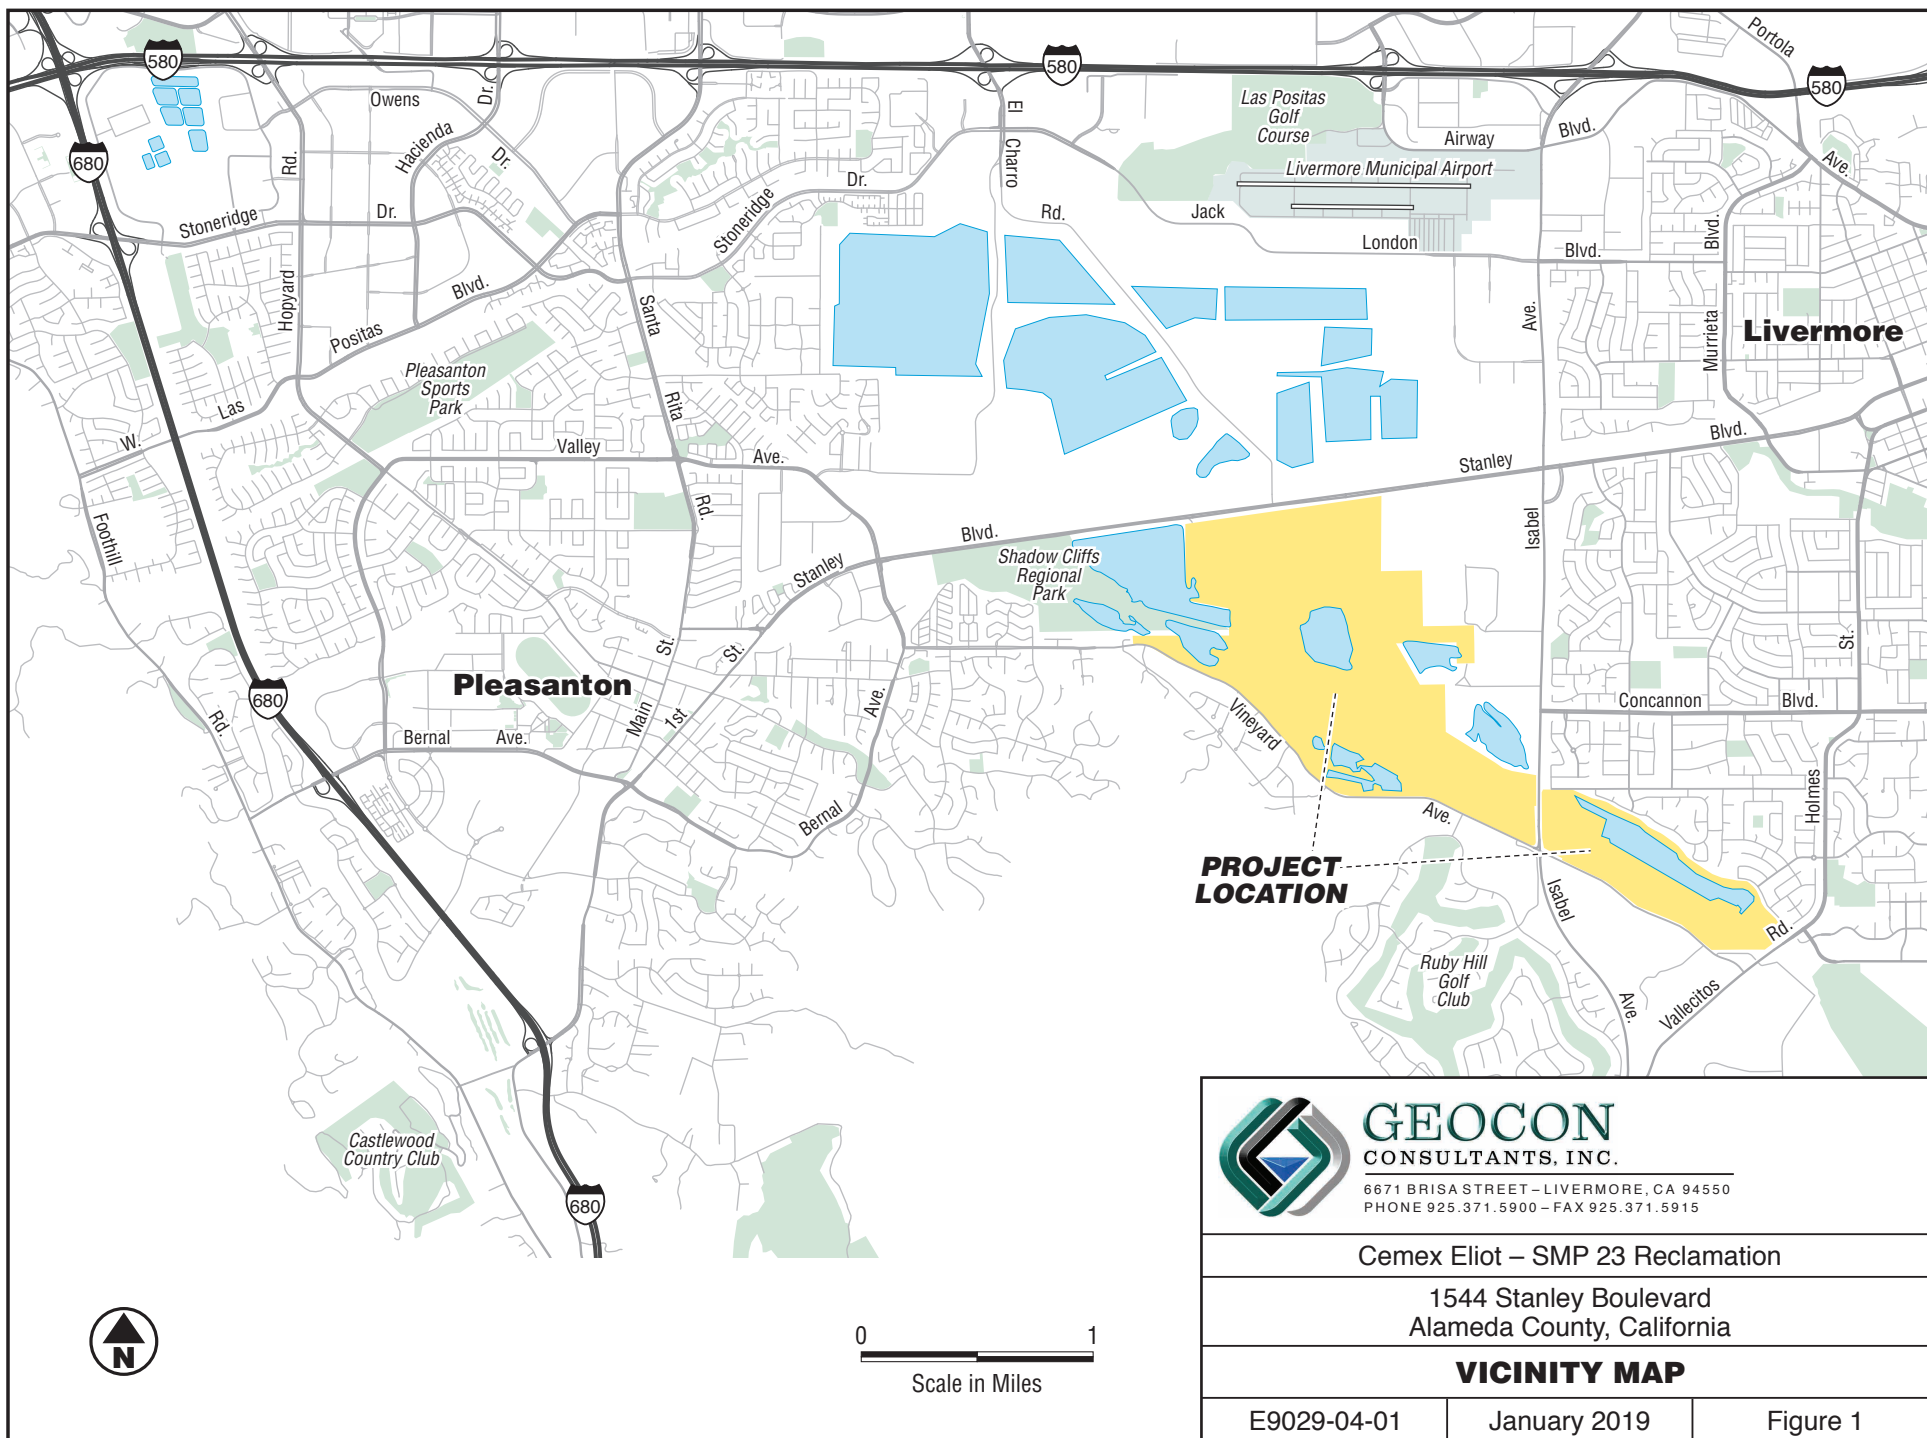 580
580
580
680
680
680
Portola
Ave.
Owens
Dr.
Hacienda
Dr.
Rd.
Hopyard
Stoneridge
Dr.
Stoneridge
Dr.
El
Charro
Rd.
Las Positas
Golf
Course
Airway
Blvd.
Livermore Municipal Airport
Jack
London
Blvd.
Blvd.
Murrieta
Livermore
Ave.
Isabel
W.
Las
Positas
Blvd.
Pleasanton
Sports
Park
Santa
Rita
Rd.
Valley
Ave.
Foothill
Rd.
Stanley
Blvd.
Stanley
Blvd.
Shadow Cliffs
Regional
Park
Pleasanton
Main
St.
1st
St.
Bernal
Ave.
Bernal
Ave.
Vineyard
Ave.
Concannon
Blvd.
Holmes
St.
PROJECT
LOCATION
Isabel
Ave.
Vallecitos
Rd.
Ruby Hill
Golf
Club
Castlewood
Country Club
N
0
1
Scale in Miles
GEOCON
CONSULTANTS, INC.
6671 BRISA STREET – LIVERMORE, CA 94550
PHONE 925.371.5900 – FAX 925.371.5915
Cemex Eliot – SMP 23 Reclamation
1544 Stanley Boulevard
Alameda County, California
VICINITY MAP
E9029-04-01
January 2019
Figure 1